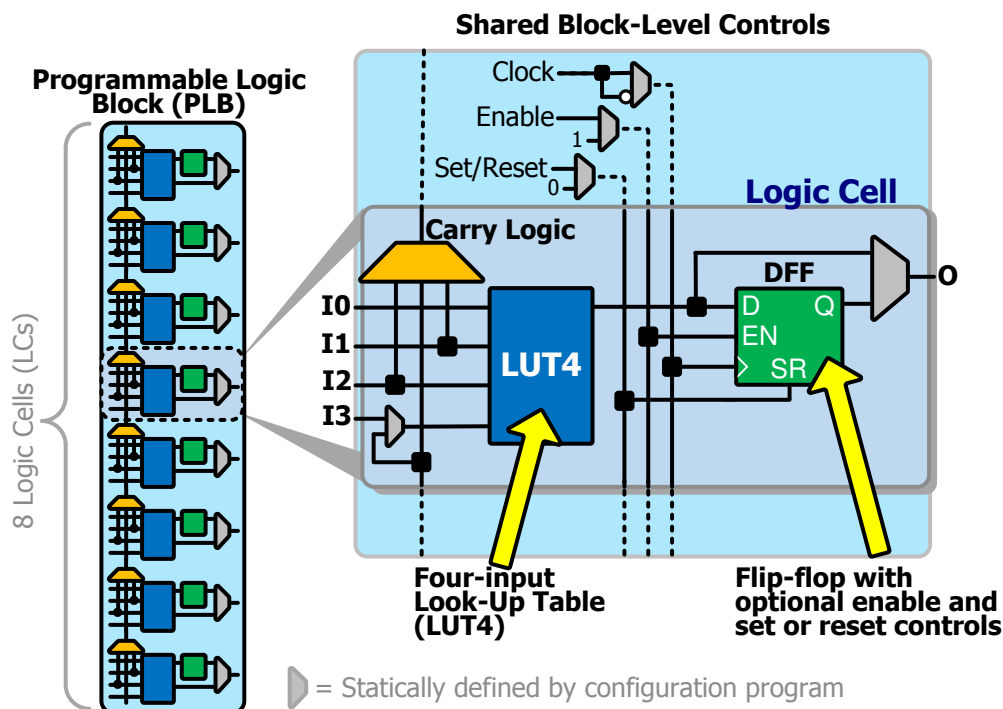 Shared Block-Level Controls
Programmable Logic
Block (PLB)
8 Logic Cells (LCs)
Clock
Enable
1
Set/Reset
0
Logic Cell
Carry Logic
DFF
I0
I1
I2
I3
LUT4
D
Q
EN
SR
O
Four-input
Look-Up Table
(LUT4)
Flip-flop with
optional enable and
set or reset controls
= Statically defined by configuration program